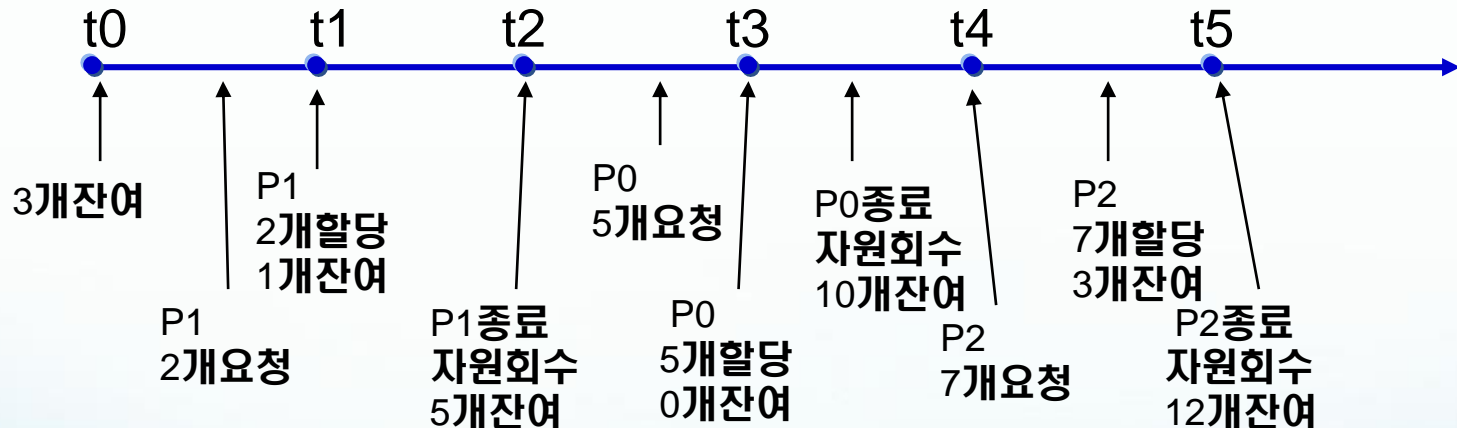 t0
t1
t2
t3
t4
t5
3개잔여
P1
2개요청
P1
2개할당
1개잔여
P1종료
자원회수
5개잔여
P0
5개요청
P0
5개할당
0개잔여
P0종료
자원회수
10개잔여
P2
7개요청
P2
7개할당
3개잔여
P2종료
자원회수
12개잔여